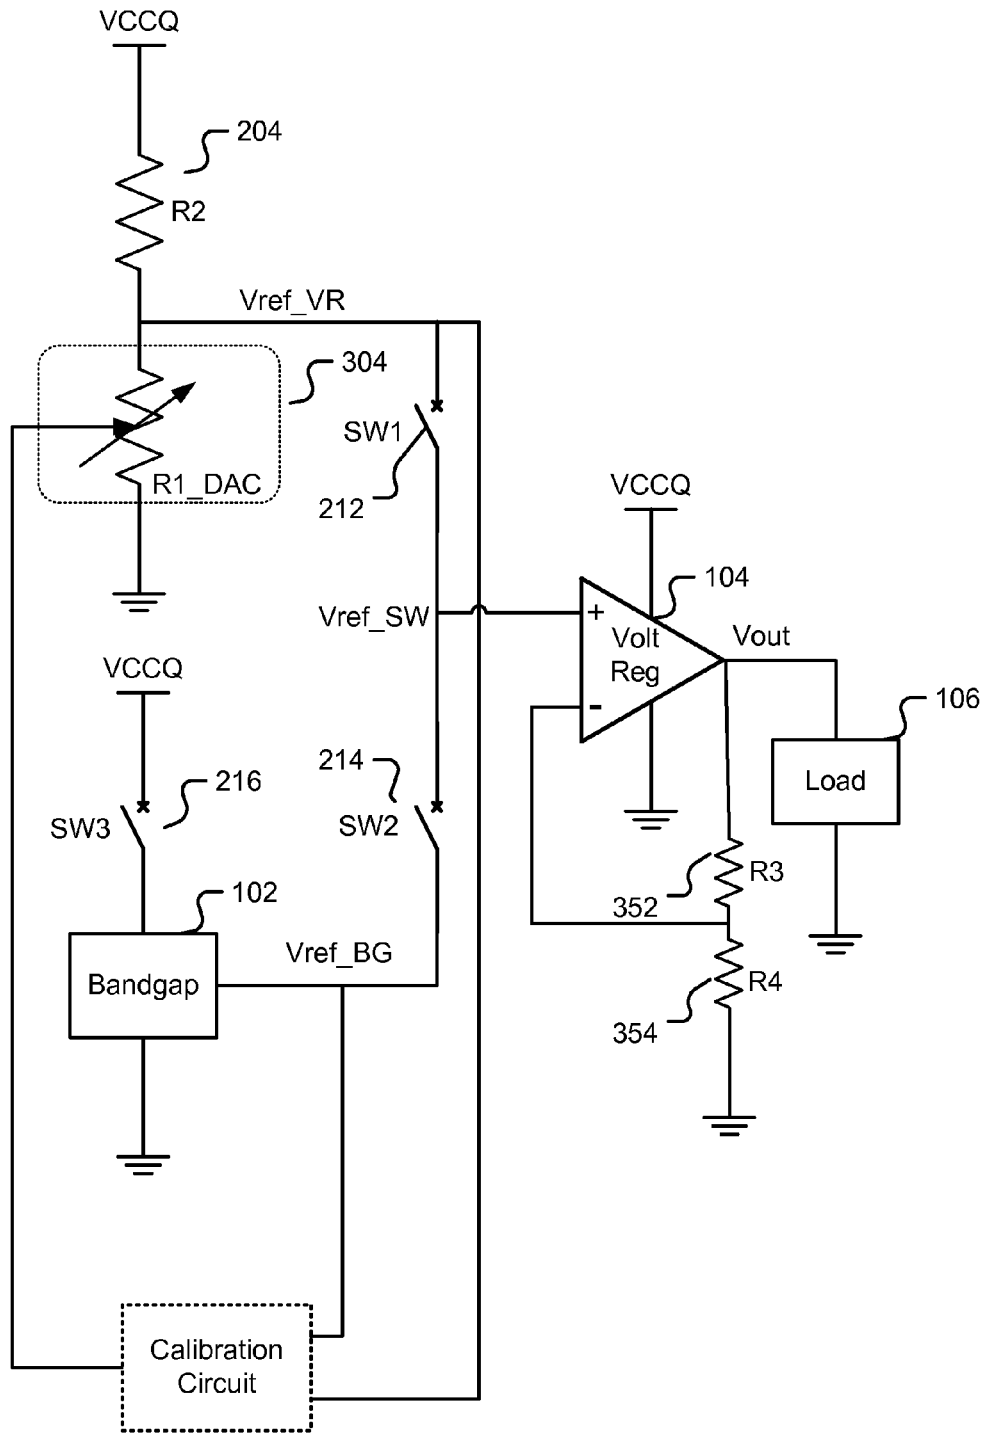 VCCQ
204
R2
Vref_VR
304
SW1
R1_DAC
212
VCCQ
104
Vref_SW
+
Volt
Reg
Vout
VCCQ
-
106
214
216
Load
SW3
SW2
R3
102
352
Vref_BG
Bandgap
R4
354
Calibration
Circuit